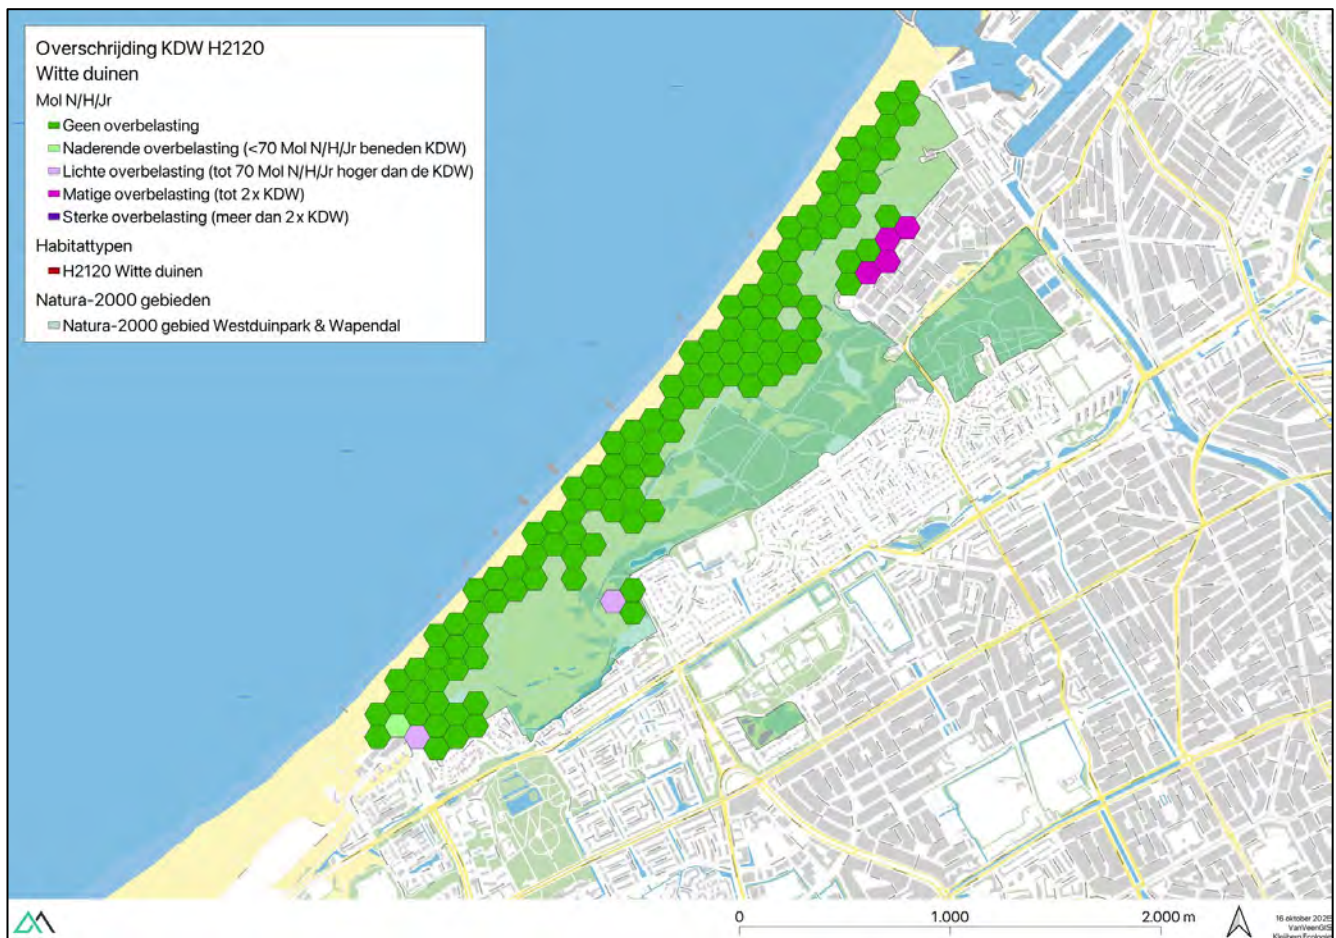 Overschrijding KDW H2120
Witte duinen
Mol N/H/Jr
Geen overbelasting
Naderende overbelasting (<70 Mol N/H/Jr beneden KDW)
Lichte overbelasting (tot 70 Mol N/H/Jr hoger dan de KDW)
Matige overbelasting (tot 2x KDW)
Sterke overbelasting (meer dan 2x KDW)
Habitattypen
H2120 Witte duinen
Natura-2000 gebieden
Natura-2000 gebied Westduinpark & Wapendal
0 1.000 2.000 m
16 oktober 2025
VanVeenGIS